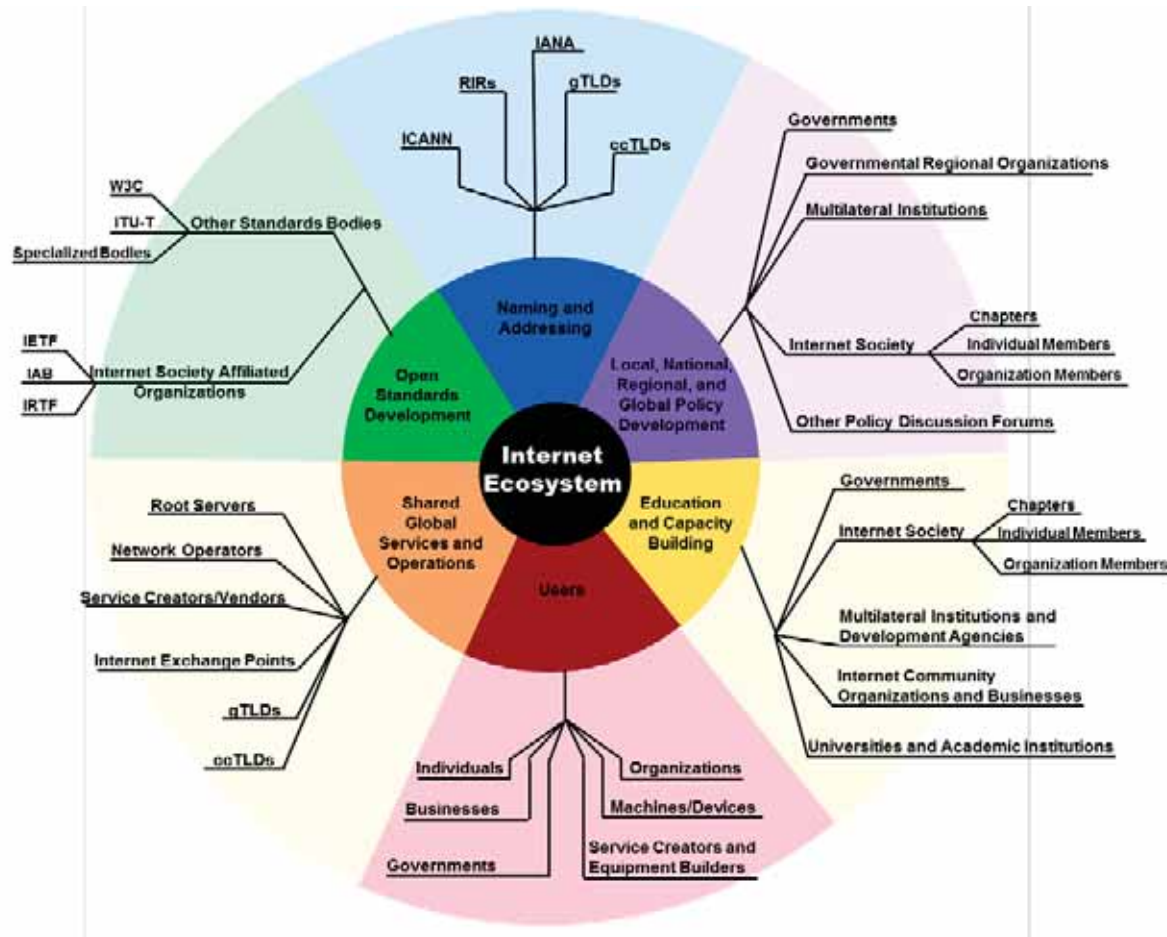 IANA
RIRs
gTLDs
ICANN
ccTLDs
Naming and
Addressing
Governments
Governmental Regional Organizations
Multilateral Institutions
Internet Society
Chapters
Individual Members
Organization Members
Other Policy Discussion Forums
Local, National,
Regional, and
Global Policy
Development
W3C
ITU-T
Specialized Bodies
Other Standards Bodies
IETF
IAB
IRTF
Internet Society Affiliated
Organizations
Open
Standards
Development
Internet
Ecosystem
Shared
Global
Services and
Operations
Root Servers
Network Operators
Service Creators/Vendors
Internet Exchange Points
gTLDs
ccTLDs
Education
and Capacity
Building
Governments
Internet Society
Chapters
Individual Members
Organization Members
Multilateral Institutions and
Development Agencies
Internet Community
Organizations and Businesses
Universities and Academic Institutions
Users
Individuals
Businesses
Governments
Organizations
Machines/Devices
Service Creators and
Equipment Builders